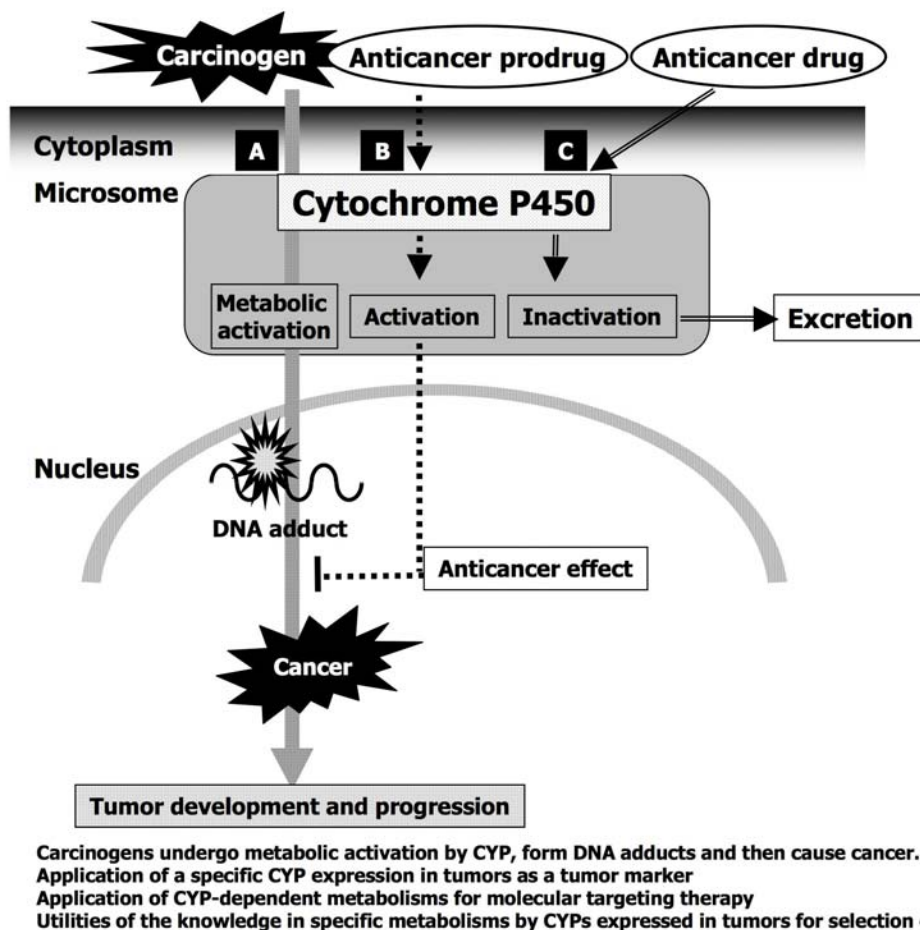 Carcinogen
Anticancer prodrug
Anticancer drug
Cytoplasm
A
B
C
Microsome
Cytochrome P450
Metabolic
activation
Activation
Inactivation
Excretion
Nucleus
DNA adduct
Anticancer effect
Cancer
Tumor development and progression
Carcinogens undergo metabolic activation by CYP, form DNA adducts and then cause cancer.
Application of a specific CYP expression in tumors as a tumor marker
Application of CYP-dependent metabolisms for molecular targeting therapy
Utilities of the knowledge in specific metabolisms by CYPs expressed in tumors for selection